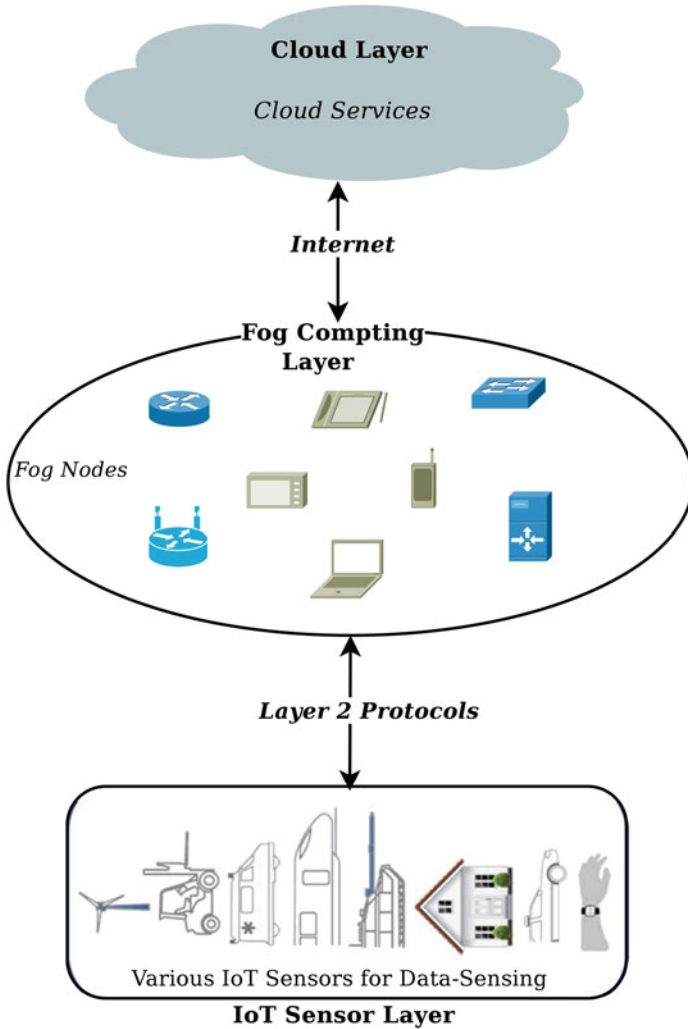 Cloud Layer
Cloud Services
Internet
Fog Compting
Layer
Fog Nodes
Layer 2 Protocols
Various IoT Sensors for Data-Sensing
IoT Sensor Layer